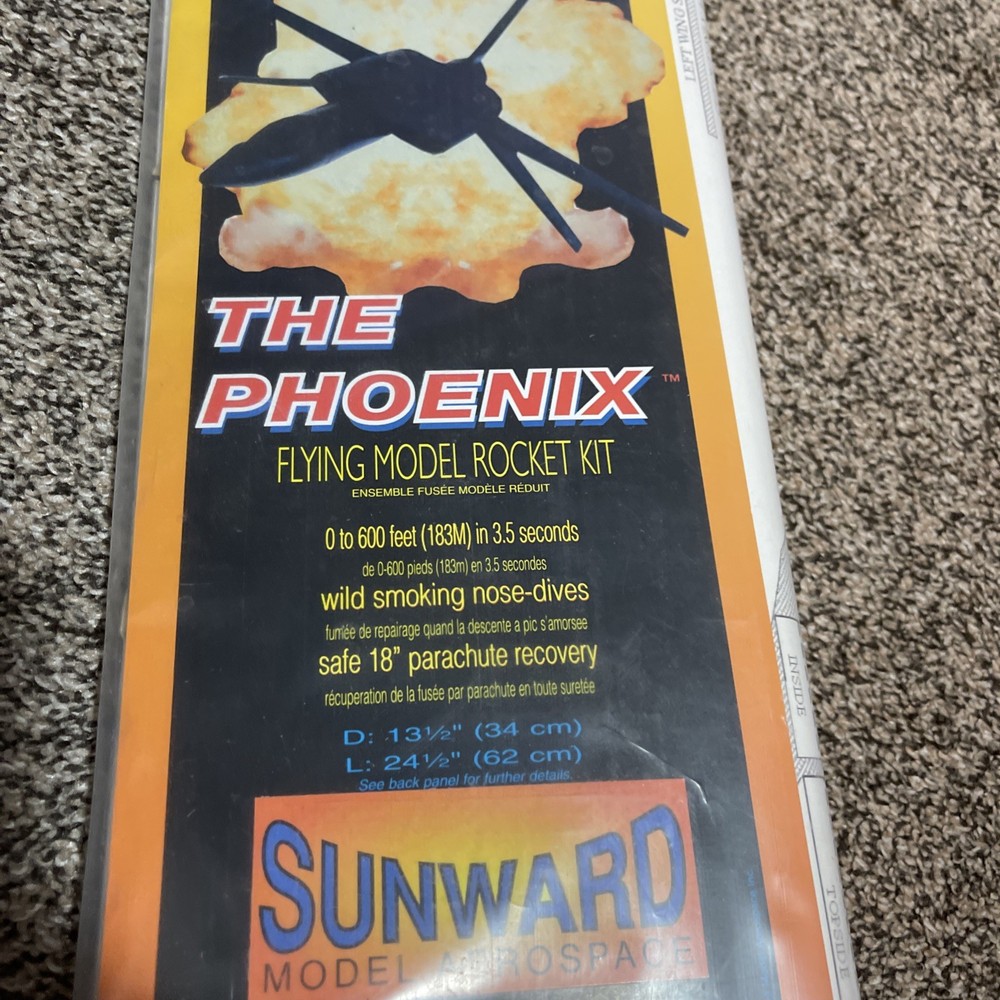 LEFT WING S
THE
PHOENIX™
FLYING MODEL ROCKET KIT
ENSEMBLE FUSÉE MODÈLE RÉDUIT
0 to 600 feet (183M) in 3.5 seconds
de 0-600 pieds (183m) en 3.5 secondes
wild smoking nose-dives
fumée de repairage quand la descente a pic s'amorsee
safe 18" parachute recovery
récuperation de la fusée par parachute en toute suretée
D: 13½" (34 cm)
L: 24½" (62 cm)
See back panel for further details.
SUNWARD
MODEL AEROSPACE
INSIDE
TOPSIDE